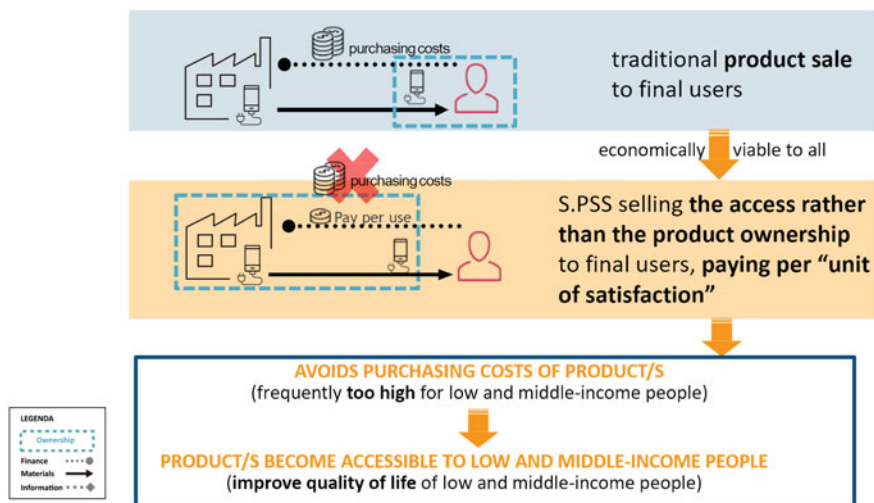 purchasing costs
traditional product sale
to final users
economically viable to all
purchasing costs
Pay per use
S.PSS selling the access rather
than the product ownership
to final users, paying per “unit
of satisfaction”
AVOIDS PURCHASING COSTS OF PRODUCT/S
(frequently too high for low and middle-income people)
PRODUCT/S BECOME ACCESSIBLE TO LOW AND MIDDLE-INCOME PEOPLE
(improve quality of life of low and middle-income people)
LEGENDA
Ownership
Finance
Materials
Information